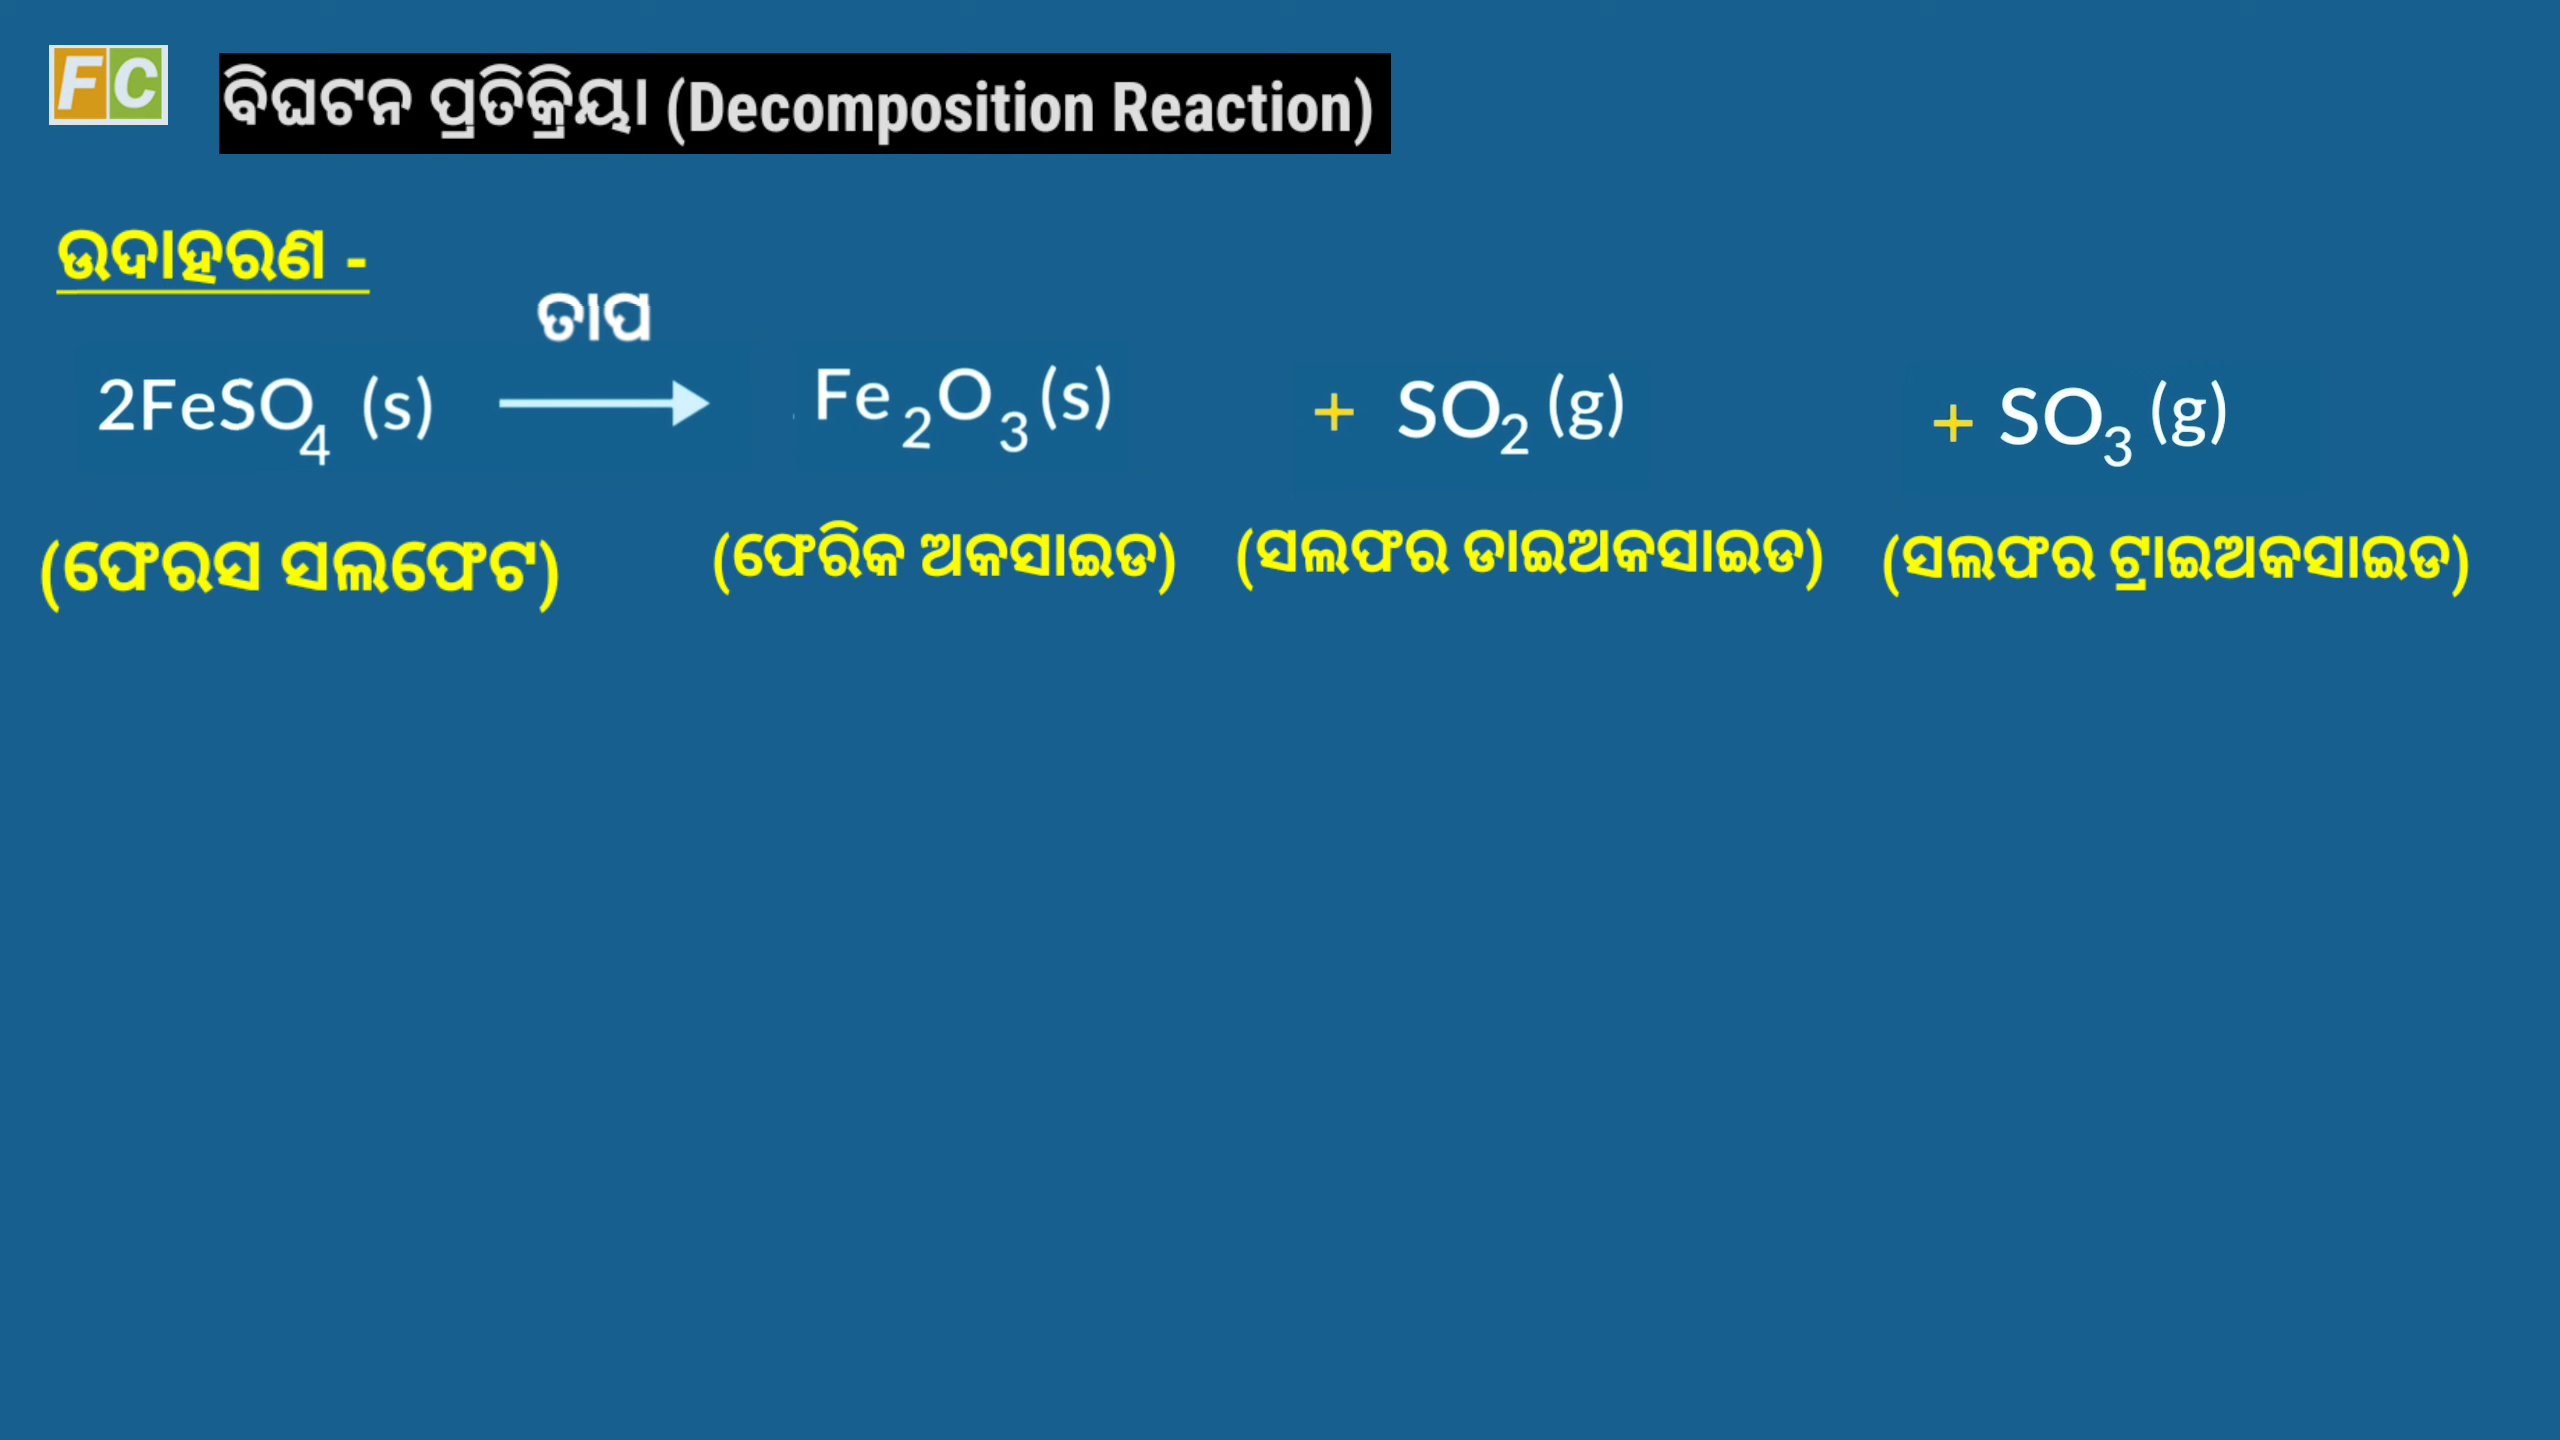 FC
ବିଘଟନ ପ୍ରତିକ୍ରିୟା (Decomposition Reaction)
ଉଦାହରଣ -
ତାପ
2FeSO₄ (s) ⟶ Fe₂O₃(s) + SO₂(g) + SO₃(g)
(ଫେରସ ସଲଫେଟ) (ଫେରିକ ଅକସାଇଡ) (ସଲଫର ଡାଇଅକସାଇଡ) (ସଲଫର ଟ୍ରାଇଅକସାଇଡ)